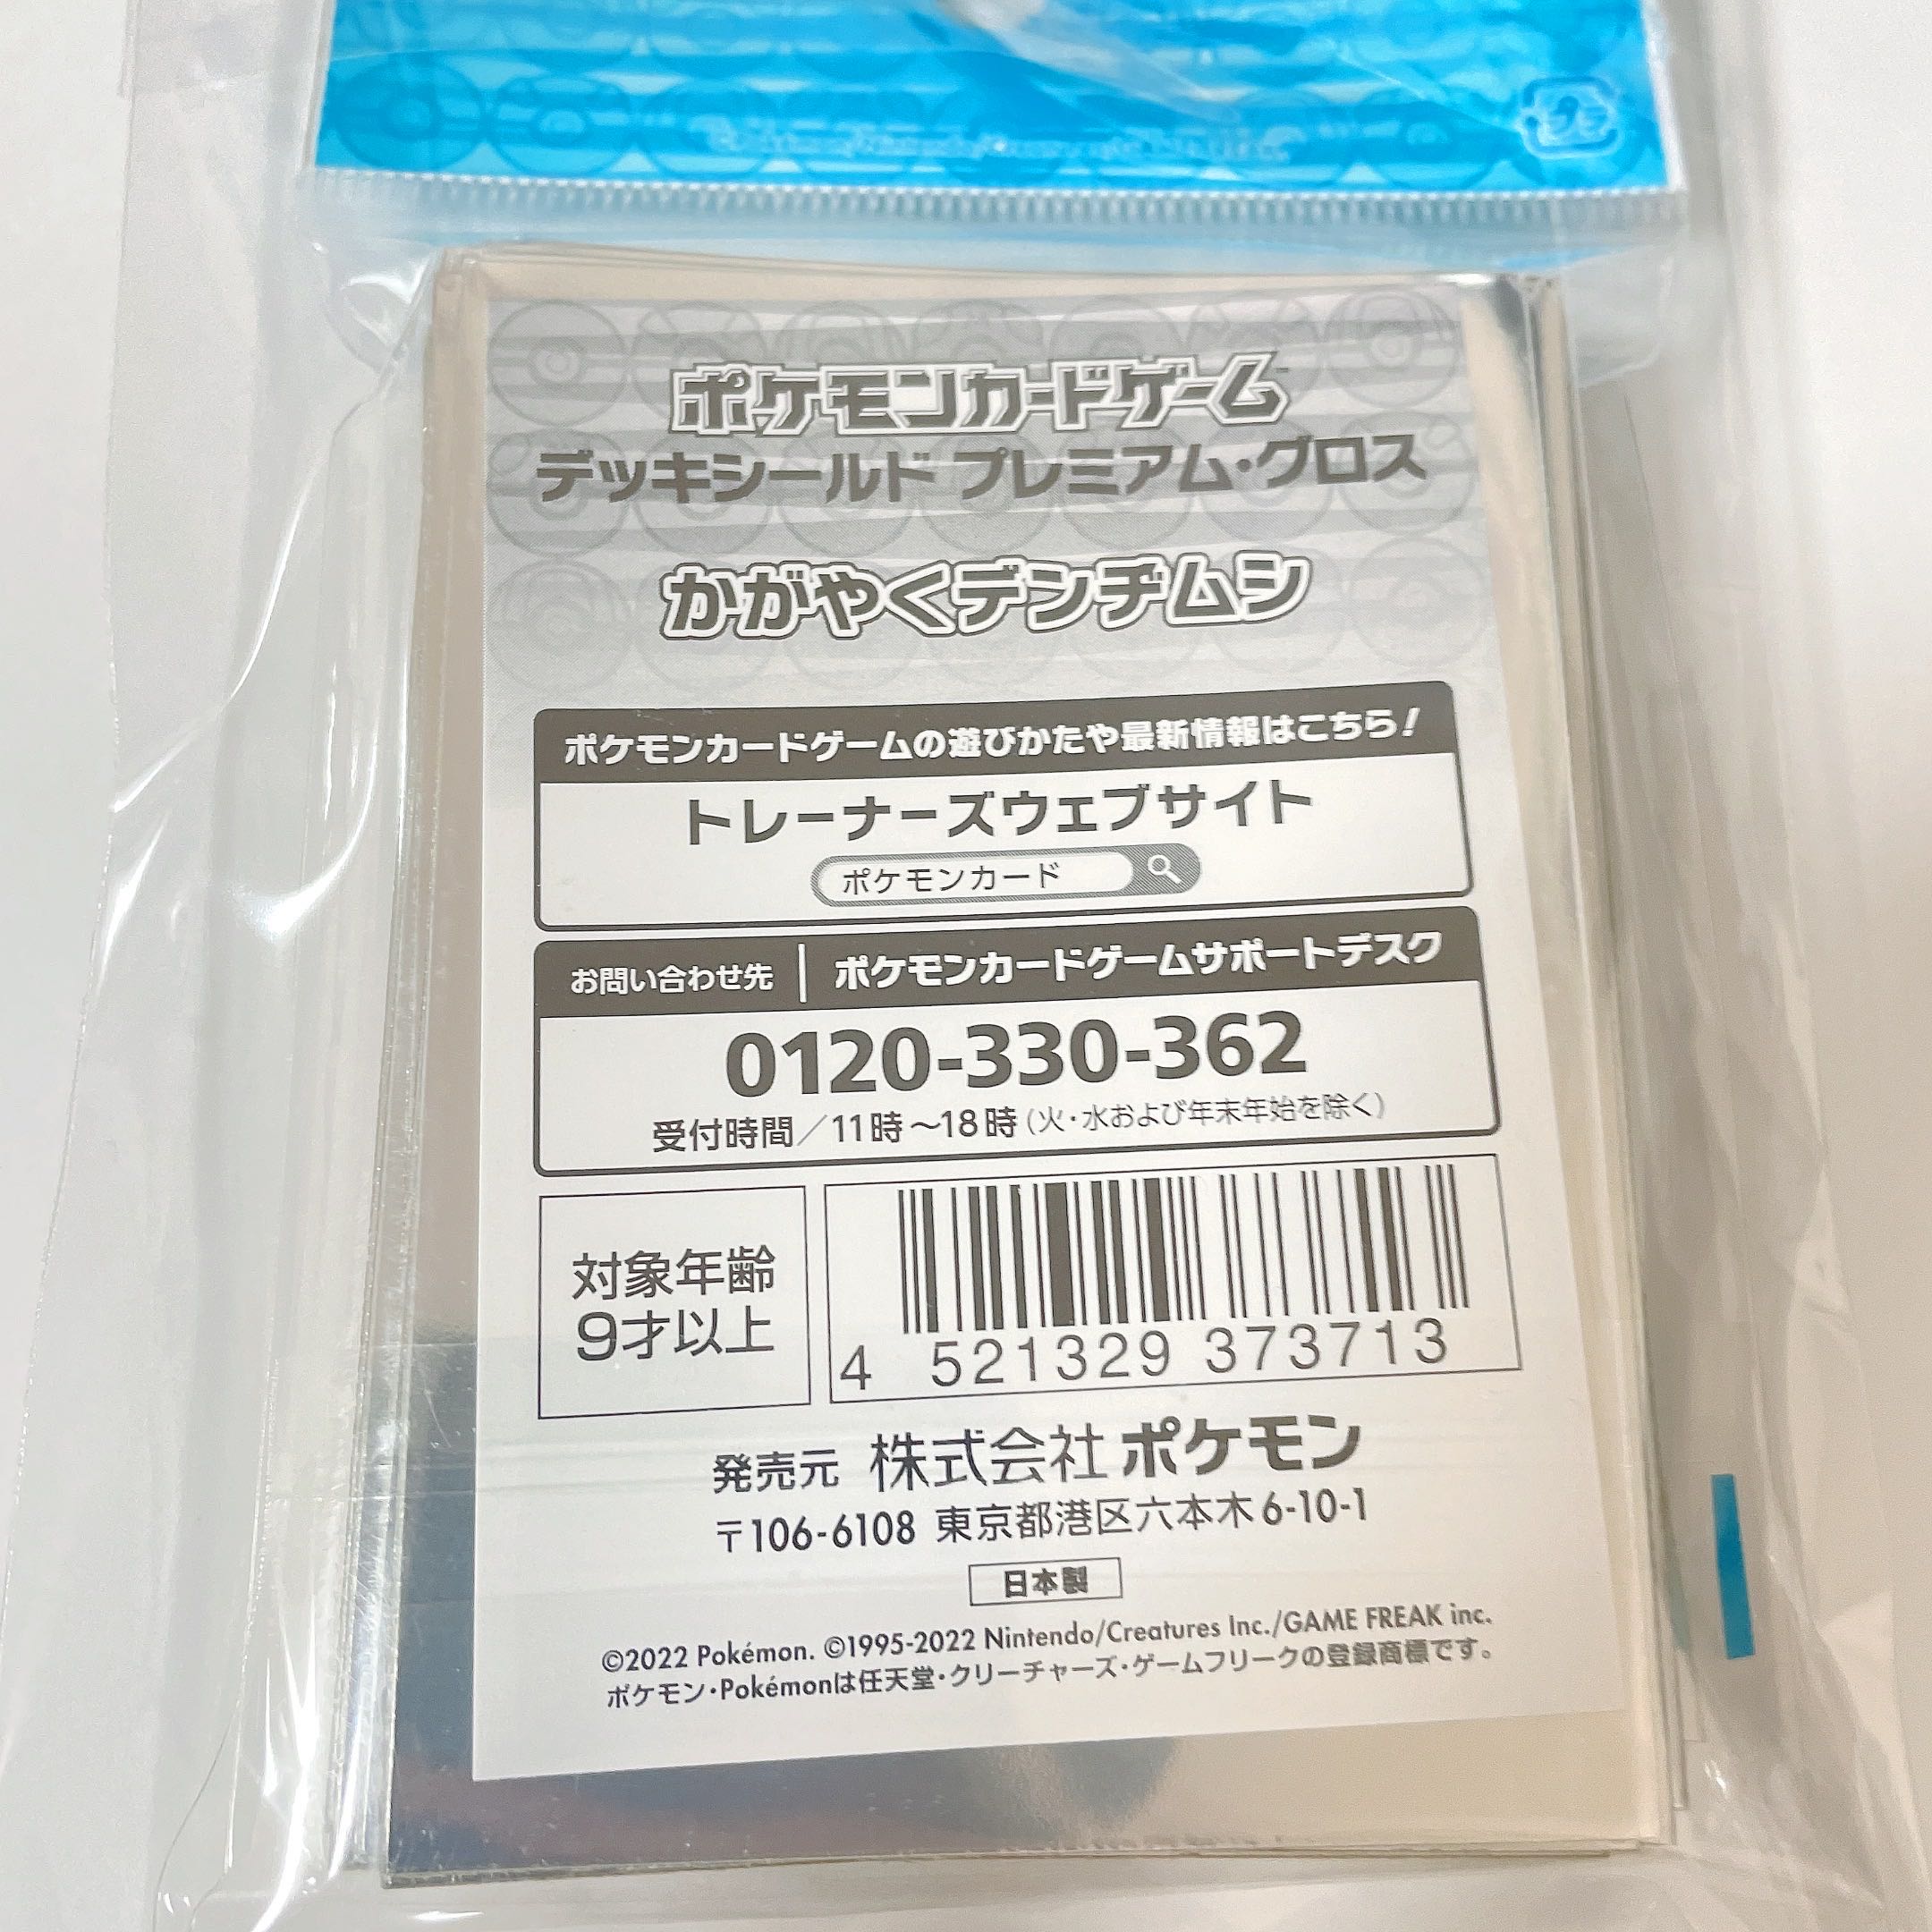 ポケモンカードゲーム
デッキシールド プレミアム・グロス
かがやくデンヂムシ
ポケモンカードゲームの遊びかたや最新情報はこちら!
トレーナーズウェブサイト
ポケモンカード
お問い合わせ先 ポケモンカードゲームサポートデスク
0120-330-362
受付時間/11時～18時(火・水および年末年始を除く)
対象年齢
9才以上
4 521329 373713
発売元 株式会社ポケモン
〒106-6108 東京都港区六本木6-10-1
日本製
©2022 Pokémon. ©1995-2022 Nintendo/Creatures Inc./GAME FREAK inc.
ポケモン・Pokémonは任天堂・クリーチャーズ・ゲームフリークの登録商標です。